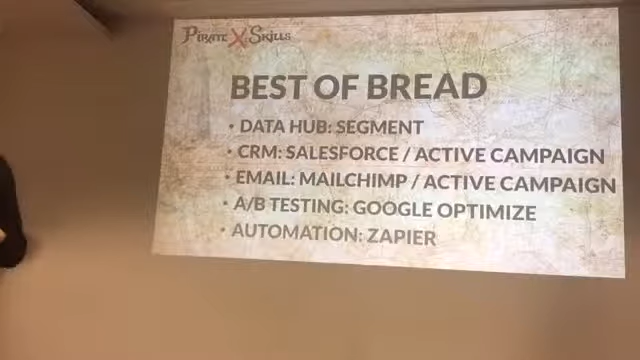 PIRATE X SKILLS
BEST OF BREAD
• DATA HUB: SEGMENT
• CRM: SALESFORCE / ACTIVE CAMPAIGN
• EMAIL: MAILCHIMP / ACTIVE CAMPAIGN
• A/B TESTING: GOOGLE OPTIMIZE
• AUTOMATION: ZAPIER